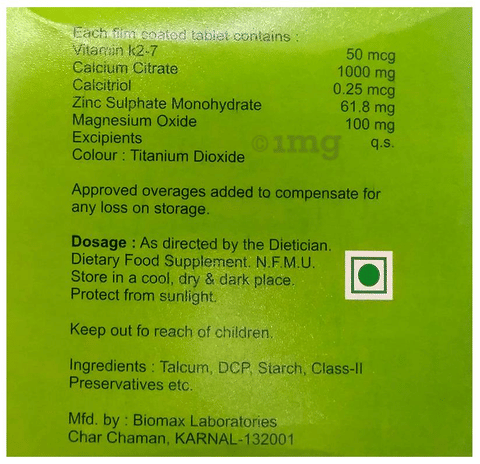 Each film coated tablet contains :
Vitamin k2-7 50 mcg
Calcium Citrate 1000 mg
Calcitriol 0.25 mcg
Zinc Sulphate Monohydrate 61.8 mg
Magnesium Oxide 100 mg
Excipients q.s.
Colour : Titanium Dioxide
©1mg
Approved overages added to compensate for
any loss on storage.
Dosage : As directed by the Dietician.
Dietary Food Supplement. N.F.M.U.
Store in a cool, dry & dark place.
Protect from sunlight.
Keep out fo reach of children.
Ingredients : Talcum, DCP, Starch, Class-II
Preservatives etc.
Mfd. by : Biomax Laboratories
Char Chaman, KARNAL-132001